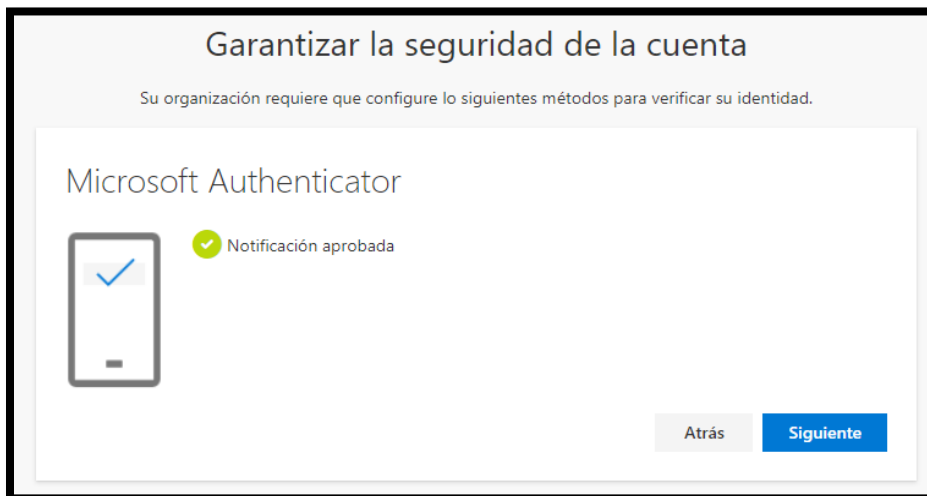 Garantizar la seguridad de la cuenta
Su organización requiere que configure lo siguientes métodos para verificar su identidad.
Microsoft Authenticator
Notificación aprobada
Atrás
Siguiente